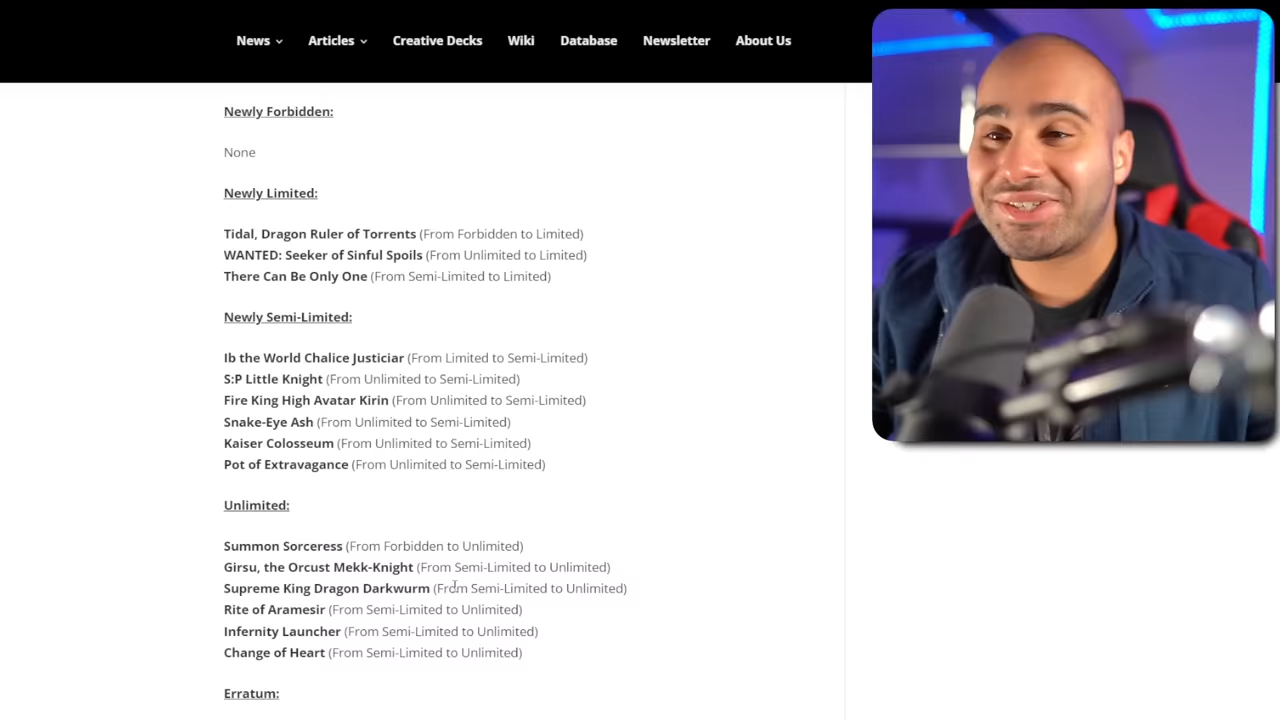 News Articles Creative Decks Wiki Database Newsletter About Us
Newly Forbidden:
None
Newly Limited:
Tidal, Dragon Ruler of Torrents (From Forbidden to Limited)
WANTED: Seeker of Sinful Spoils (From Unlimited to Limited)
There Can Be Only One (From Semi-Limited to Limited)
Newly Semi-Limited:
Ib the World Chalice Justiciar (From Limited to Semi-Limited)
S:P Little Knight (From Unlimited to Semi-Limited)
Fire King High Avatar Kirin (From Unlimited to Semi-Limited)
Snake-Eye Ash (From Unlimited to Semi-Limited)
Kaiser Colosseum (From Unlimited to Semi-Limited)
Pot of Extravagance (From Unlimited to Semi-Limited)
Unlimited:
Summon Sorceress (From Forbidden to Unlimited)
Girsu, the Orcust Mekk-Knight (From Semi-Limited to Unlimited)
Supreme King Dragon Darkwurm (From Semi-Limited to Unlimited)
Rite of Aramesir (From Semi-Limited to Unlimited)
Infernity Launcher (From Semi-Limited to Unlimited)
Change of Heart (From Semi-Limited to Unlimited)
Erratum: